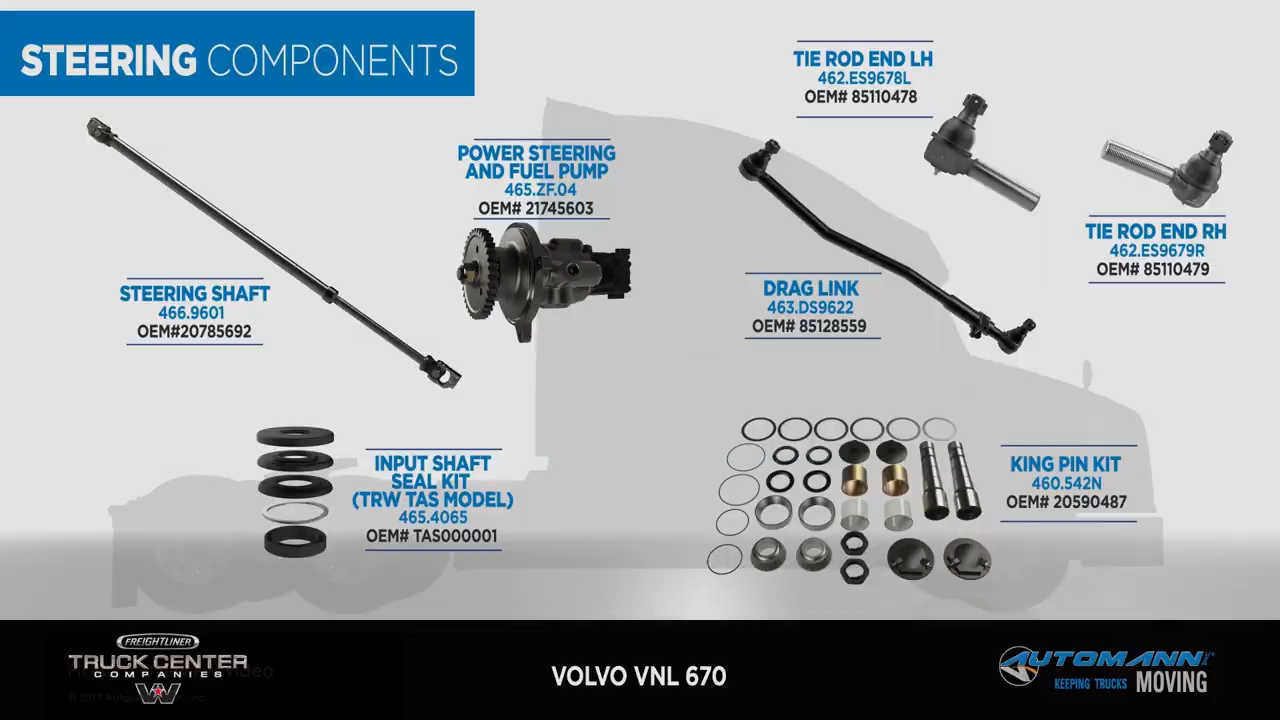 STEERING COMPONENTS
TIE ROD END LH
462.ES9678L
OEM# 85110478
POWER STEERING
AND FUEL PUMP
465.ZF.04
OEM# 21745603
TIE ROD END RH
462.ES9679R
OEM# 85110479
STEERING SHAFT
466.9601
OEM#20785692
DRAG LINK
463.DS9622
OEM# 85128559
INPUT SHAFT
SEAL KIT
(TRW TAS MODEL)
465.4065
OEM# TAS000001
KING PIN KIT
460.542N
OEM# 20590487
FREIGHTLINER
TRUCK CENTER
COMPANIES
VOLVO VNL 670
AUTOMANN
KEEPING TRUCKS MOVING